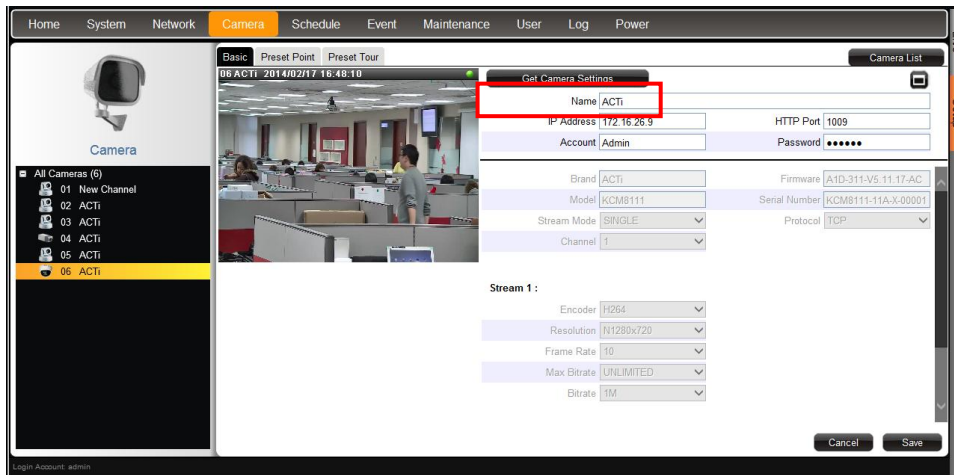 Home System Network Camera Schedule Event Maintenance User Log Power
Camera
All Cameras (6)
01 New Channel
02 ACTi
03 ACTi
04 ACTi
05 ACTi
06 ACTi
Basic Preset Point Preset Tour Camera List
06 ACTi 2014/02/17 16:48:10
Get Camera Settings
Name ACTi
IP Address 172.16.26.9 HTTP Port 1009
Account Admin Password ●●●●●●
Brand ACTi Firmware A1D-311-V5.11.17-AC
Model KCM8111 Serial Number KCM8111-11A-X-00001
Stream Mode SINGLE Protocol TCP
Channel 1
Stream 1 :
Encoder H264
Resolution N1280x720
Frame Rate 10
Max Bitrate UNLIMITED
Bitrate 1M
Cancel Save
Login Account: admin